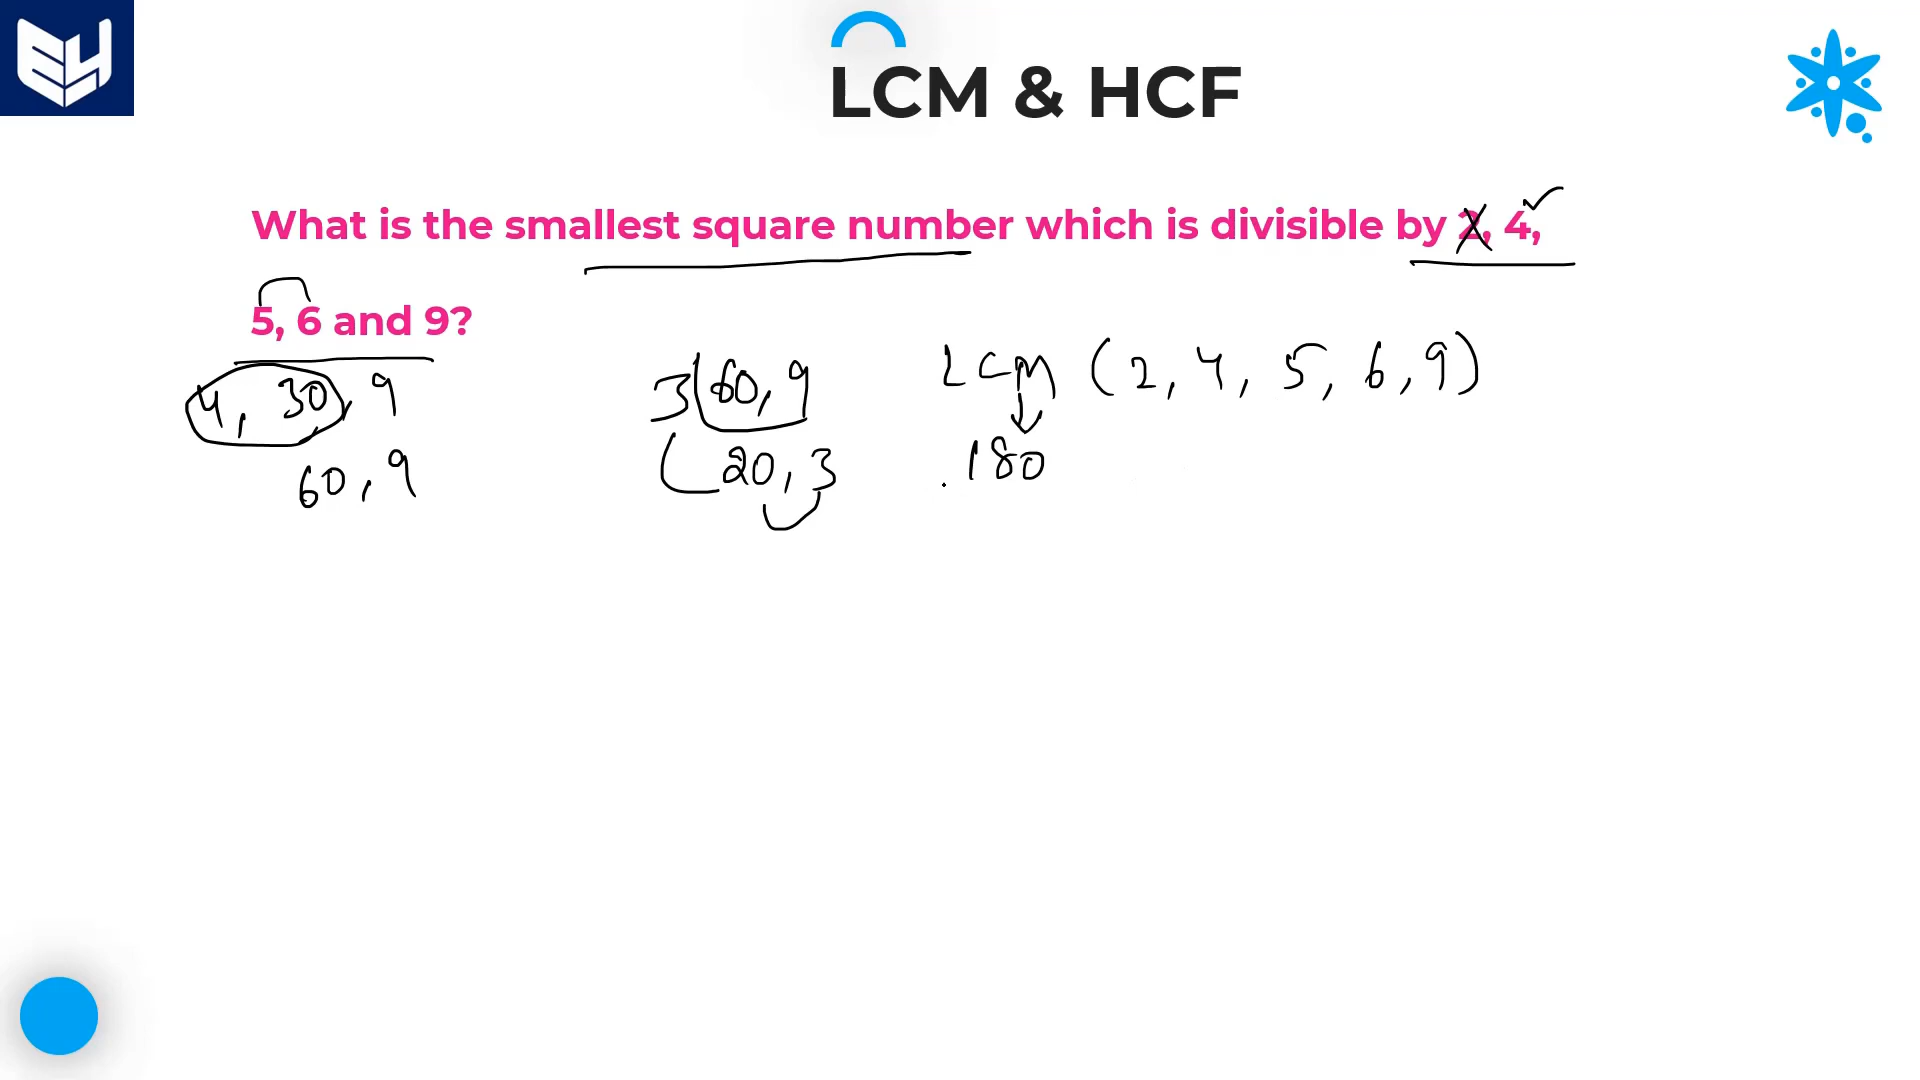 LCM & HCF
What is the smallest square number which is divisible by 2, 4,
5, 6 and 9?
4, 30, 9
60, 9
3 60, 9
20, 3
LCM (2, 4, 5, 6, 9)
180